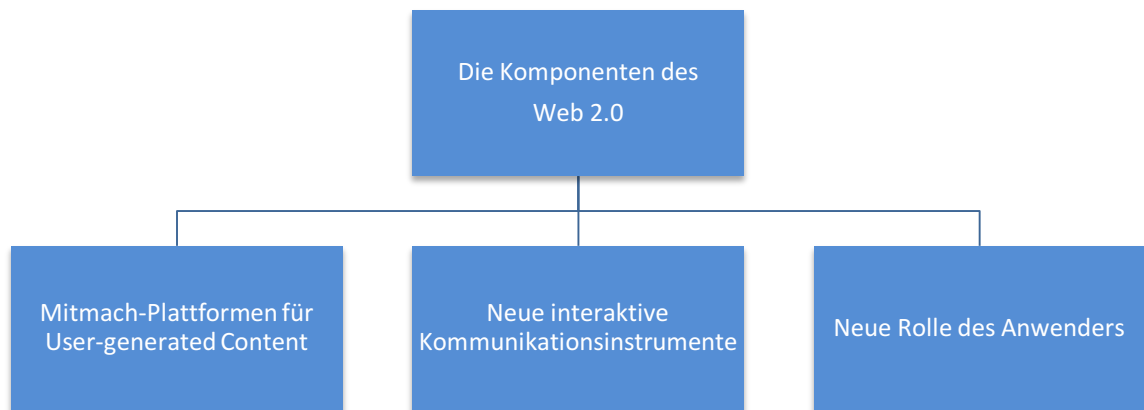 Die Komponenten des
Web 2.0
Mitmach-Plattformen für
User-generated Content
Neue interaktive
Kommunikationsinstrumente
Neue Rolle des Anwenders